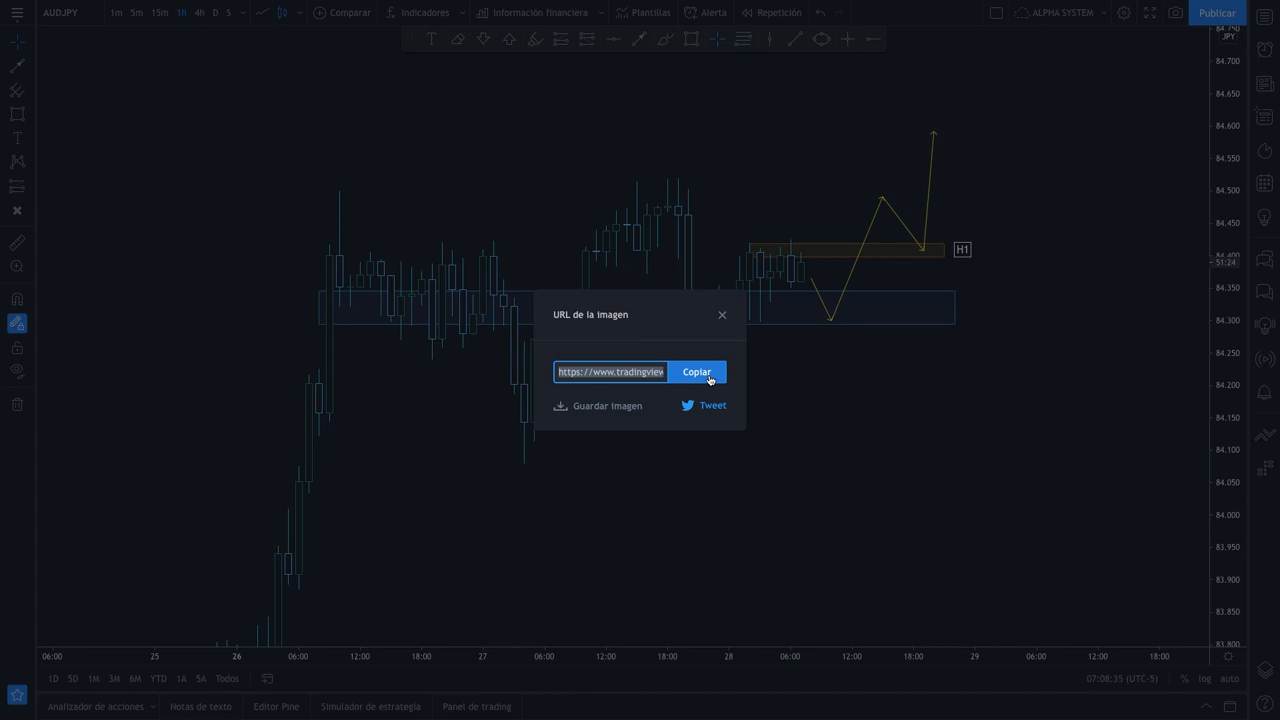 AUDJPY 1m 5m 15m 1h 4h D S Comparar Indicadores Información financiera Plantillas Alerta Repetición ALPHA SYSTEM Publicar
84.750
JPY
84.700
84.650
84.600
84.550
84.500
84.450
84.400
H1
51:24
84.300
84.250
84.200
84.150
84.100
84.050
84.000
83.950
83.900
83.850
83.800
URL de la imagen
https://www.tradingview Copiar
Guardar imagen Tweet
06:00 25 26 06:00 12:00 18:00 27 06:00 12:00 18:00 28 06:00 12:00 18:00 29 06:00 12:00 18:00
1D 5D 1M 3M 6M YTD 1A 5A Todos 07:08:35 (UTC-5) % log auto
Analizador de acciones Notas de texto Editor Pine Simulador de estrategia Panel de trading